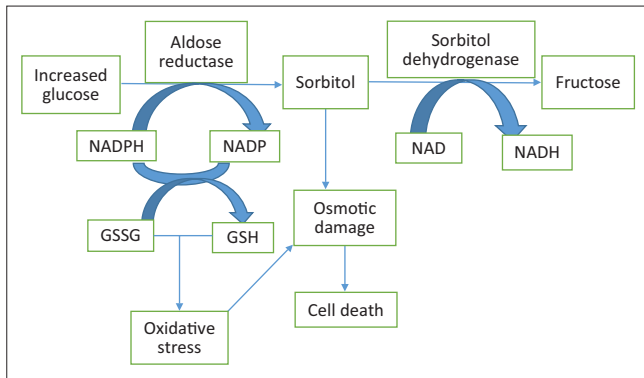 Aldose
reductase
Sorbitol
dehydrogenase
Increased
glucose
Sorbitol
Fructose
NADPH
NADP
NAD
NADH
GSSG
GSH
Osmotic
damage
Oxidative
stress
Cell death